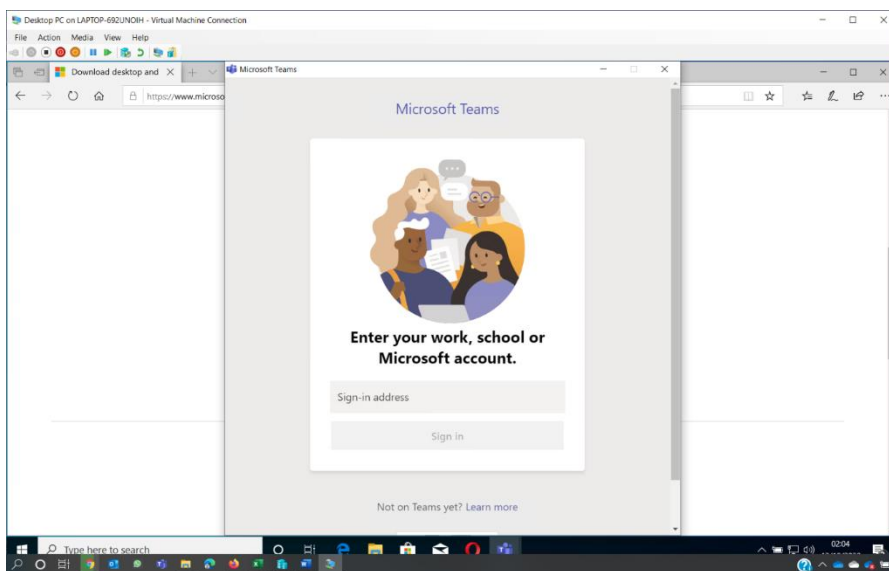 Desktop PC on LAPTOP-692UNOIH - Virtual Machine Connection
File Action Media View Help
Download desktop and
Microsoft Teams
https://www.microso
Microsoft Teams
Enter your work, school or
Microsoft account.
Sign-in address
Sign in
Not on Teams yet? Learn more
Type here to search
02:04